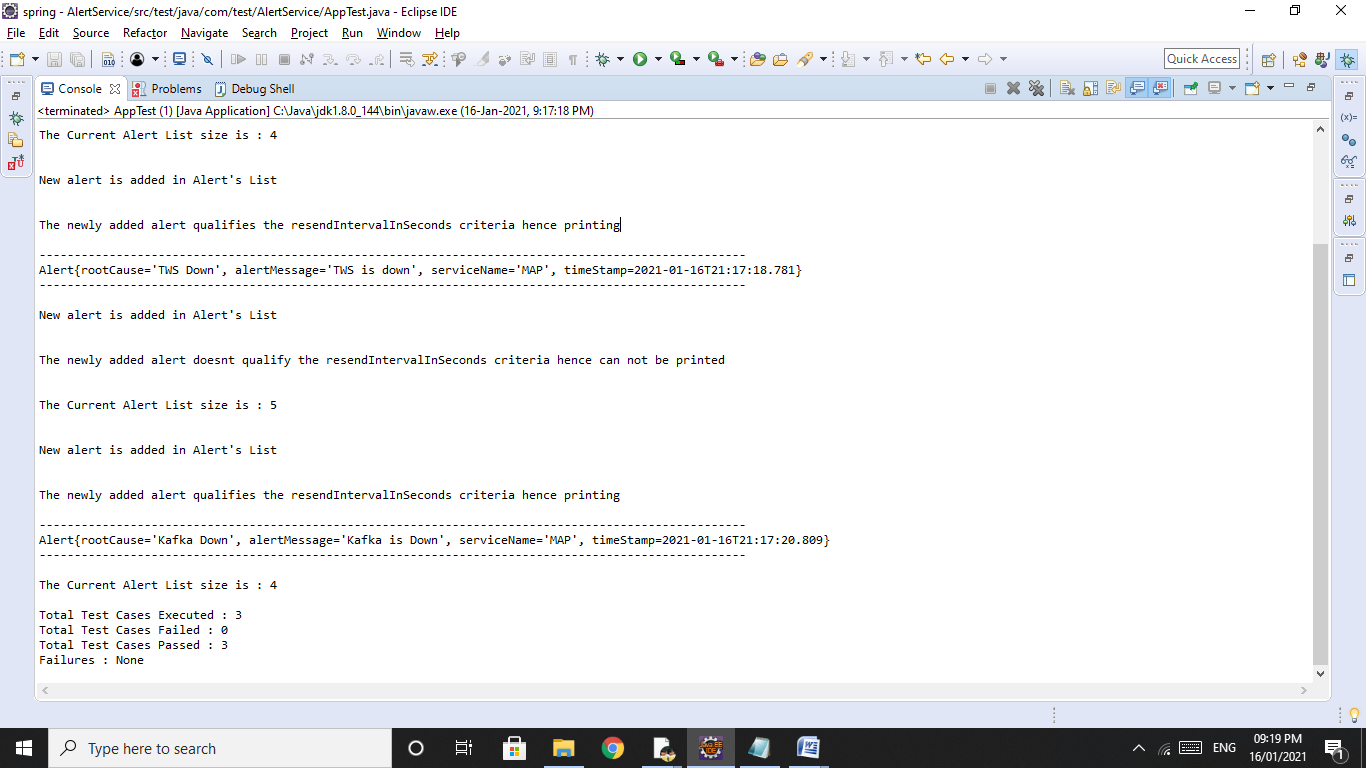 spring - AlertService/src/test/java/com/test/AlertService/AppTest.java - Eclipse IDE
File Edit Source Refactor Navigate Search Project Run Window Help
Quick Access
Console Problems Debug Shell
<terminated> AppTest (1) [Java Application] C:\Java\jdk1.8.0_144\bin\javaw.exe (16-Jan-2021, 9:17:18 PM)
The Current Alert List size is : 4
New alert is added in Alert's List
The newly added alert qualifies the resendIntervalInSeconds criteria hence printing
-----------------------------------------------------------------------------------------------------
Alert{rootCause='TWS Down', alertMessage='TWS is down', serviceName='MAP', timeStamp=2021-01-16T21:17:18.781}
-----------------------------------------------------------------------------------------------------
New alert is added in Alert's List
The newly added alert doesnt qualify the resendIntervalInSeconds criteria hence can not be printed
The Current Alert List size is : 5
New alert is added in Alert's List
The newly added alert qualifies the resendIntervalInSeconds criteria hence printing
-----------------------------------------------------------------------------------------------------
Alert{rootCause='Kafka Down', alertMessage='Kafka is Down', serviceName='MAP', timeStamp=2021-01-16T21:17:20.809}
-----------------------------------------------------------------------------------------------------
The Current Alert List size is : 4
Total Test Cases Executed : 3
Total Test Cases Failed : 0
Total Test Cases Passed : 3
Failures : None
Type here to search
ENG
09:19 PM
16/01/2021
1